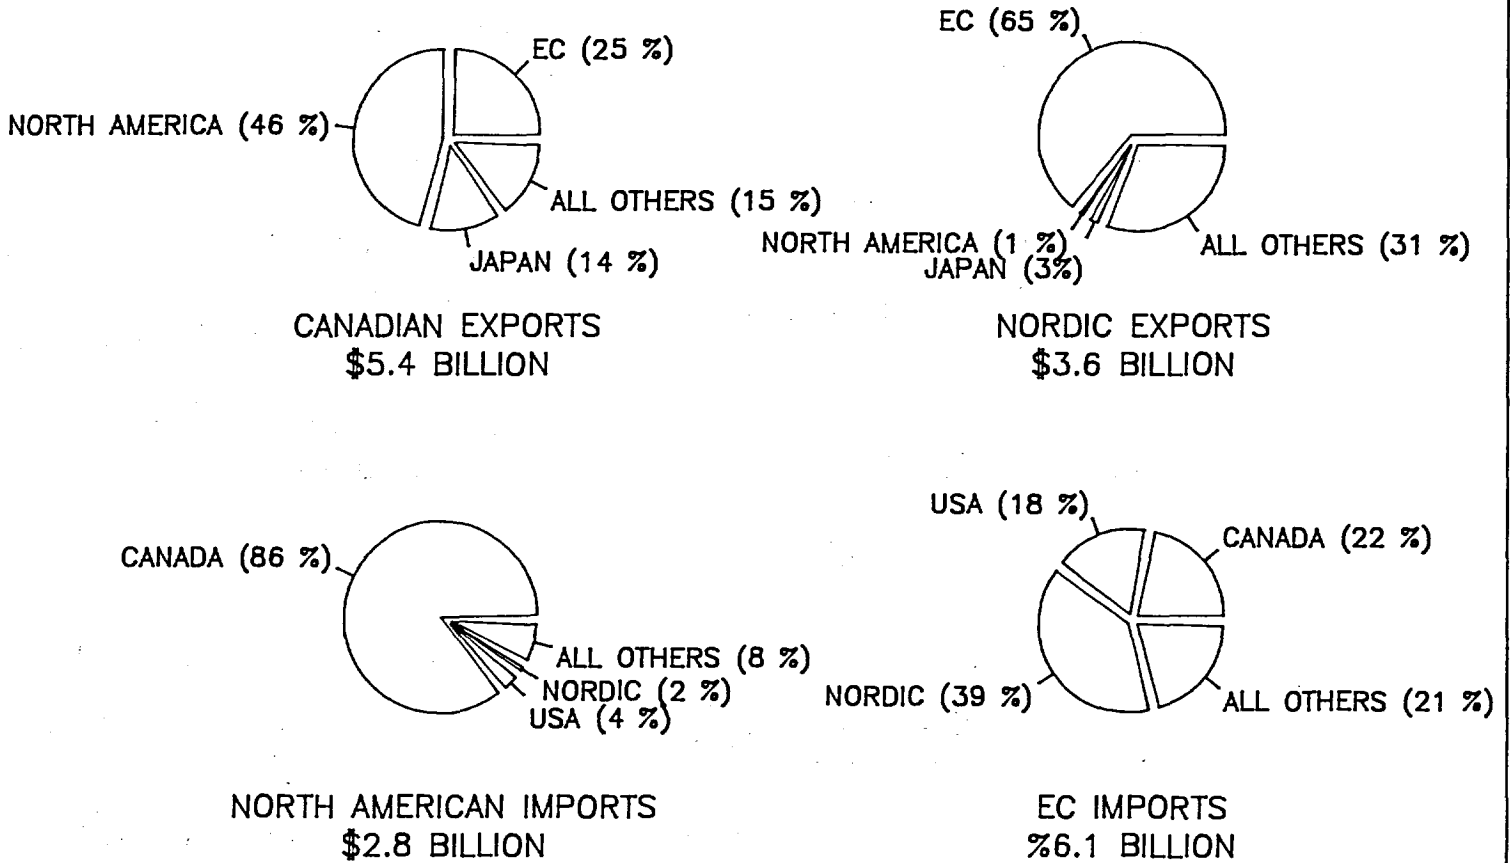 EC (25 %)
NORTH AMERICA (46 %)
ALL OTHERS (15 %)
JAPAN (14 %)
CANADIAN EXPORTS
$5.4 BILLION
EC (65 %)
NORTH AMERICA (1 %)
JAPAN (3%)
ALL OTHERS (31 %)
NORDIC EXPORTS
$3.6 BILLION
CANADA (86 %)
ALL OTHERS (8 %)
NORDIC (2 %)
USA (4 %)
NORTH AMERICAN IMPORTS
$2.8 BILLION
USA (18 %)
CANADA (22 %)
NORDIC (39 %)
ALL OTHERS (21 %)
EC IMPORTS
%6.1 BILLION